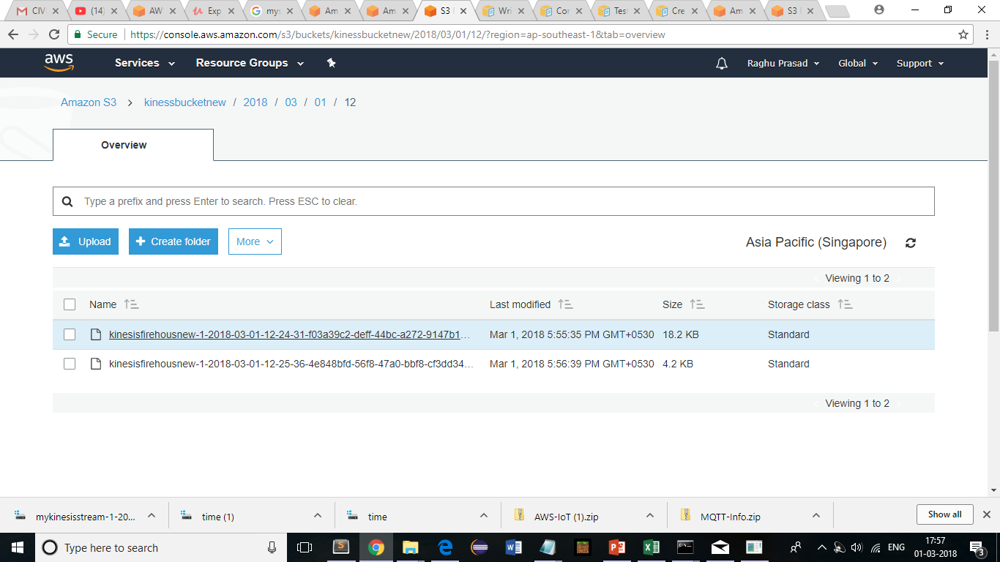 CIV
(14)
AW
Exp
mys
Am
Am
S3
Wri
Cor
Test
Cre
Am
S3
Secure
https://console.aws.amazon.com/s3/buckets/kinessbucketnew/2018/03/01/12/?region=ap-southeast-1&tab=overview
aws
Services
Resource Groups
Raghu Prasad
Global
Support
Amazon S3 > kinessbucketnew / 2018 / 03 / 01 / 12
Overview
Type a prefix and press Enter to search. Press ESC to clear.
Upload
Create folder
More
Asia Pacific (Singapore)
Viewing 1 to 2
Name
Last modified
Size
Storage class
kinesisfirehousnew-1-2018-03-01-12-24-31-f03a39c2-deff-44bc-a272-9147b1...
Mar 1, 2018 5:55:35 PM GMT+0530
18.2 KB
Standard
kinesisfirehousnew-1-2018-03-01-12-25-36-4e848bfd-56f8-47a0-bbf8-cf3dd34...
Mar 1, 2018 5:56:39 PM GMT+0530
4.2 KB
Standard
Viewing 1 to 2
mykinesisstream-1-20...
time (1)
time
AWS-IoT (1).zip
MQTT-Info.zip
Show all
Type here to search
ENG
17:57
01-03-2018
3